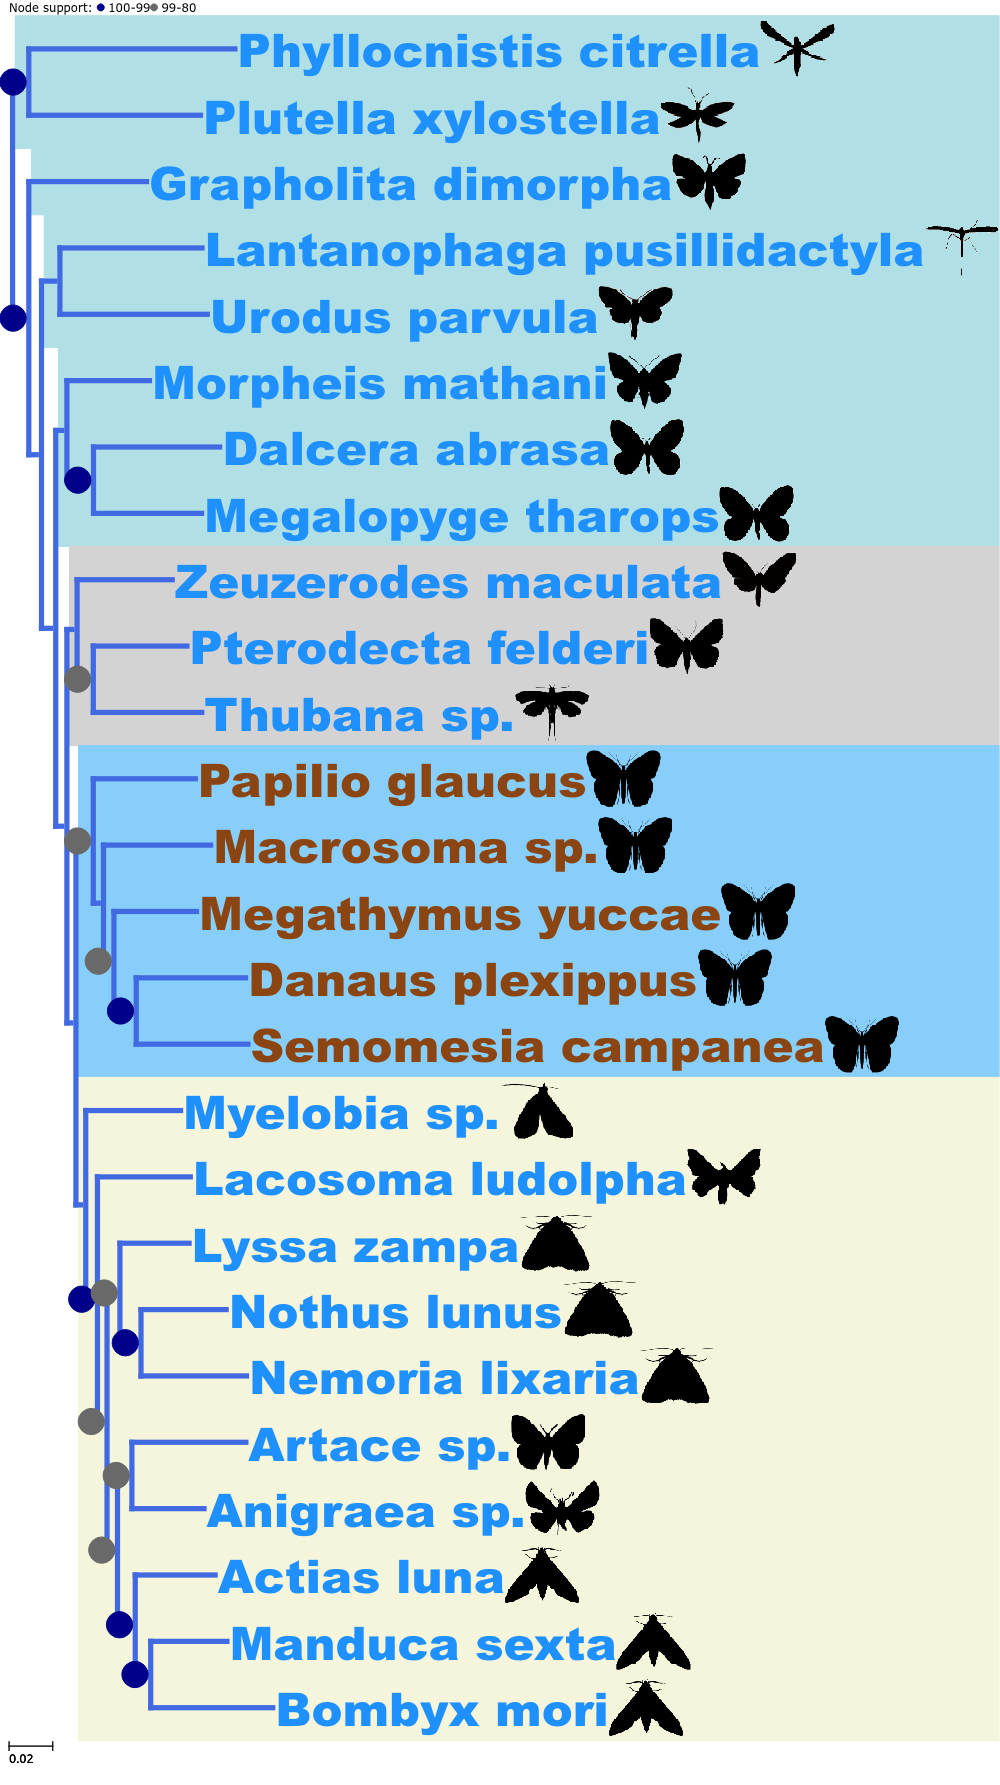 Node support: 100-99 99-80
Phyllocnistis citrella
Plutella xylostella
Grapholita dimorpha
Lantanophaga pusillidactyla
Urodus parvula
Morpheis mathani
Dalcera abrasa
Megalopyge tharops
Zeuzerodes maculata
Pterodecta felderi
Thubana sp.
Papilio glaucus
Macrosoma sp.
Megathymus yuccae
Danaus plexippus
Semomesia campanea
Myelobia sp.
Lacosoma ludolpha
Lyssa zampa
Nothus lunus
Nemoria lixaria
Artace sp.
Anigraea sp.
Actias luna
Manduca sexta
Bombyx mori
0.02